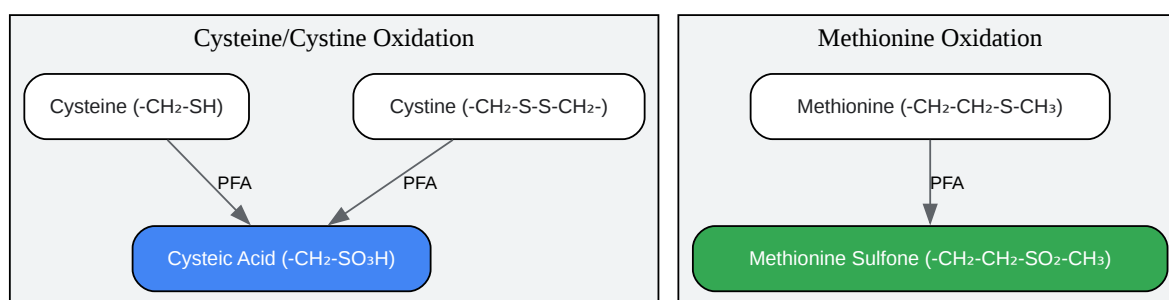 Cysteine/Cystine Oxidation
Cysteine (-CH₂-SH)
Cystine (-CH₂-S-S-CH₂-)
PFA
PFA
Cysteic Acid (-CH₂-SO₃H)
Methionine Oxidation
Methionine (-CH₂-CH₂-S-CH₃)
PFA
Methionine Sulfone (-CH₂-CH₂-SO₂-CH₃)